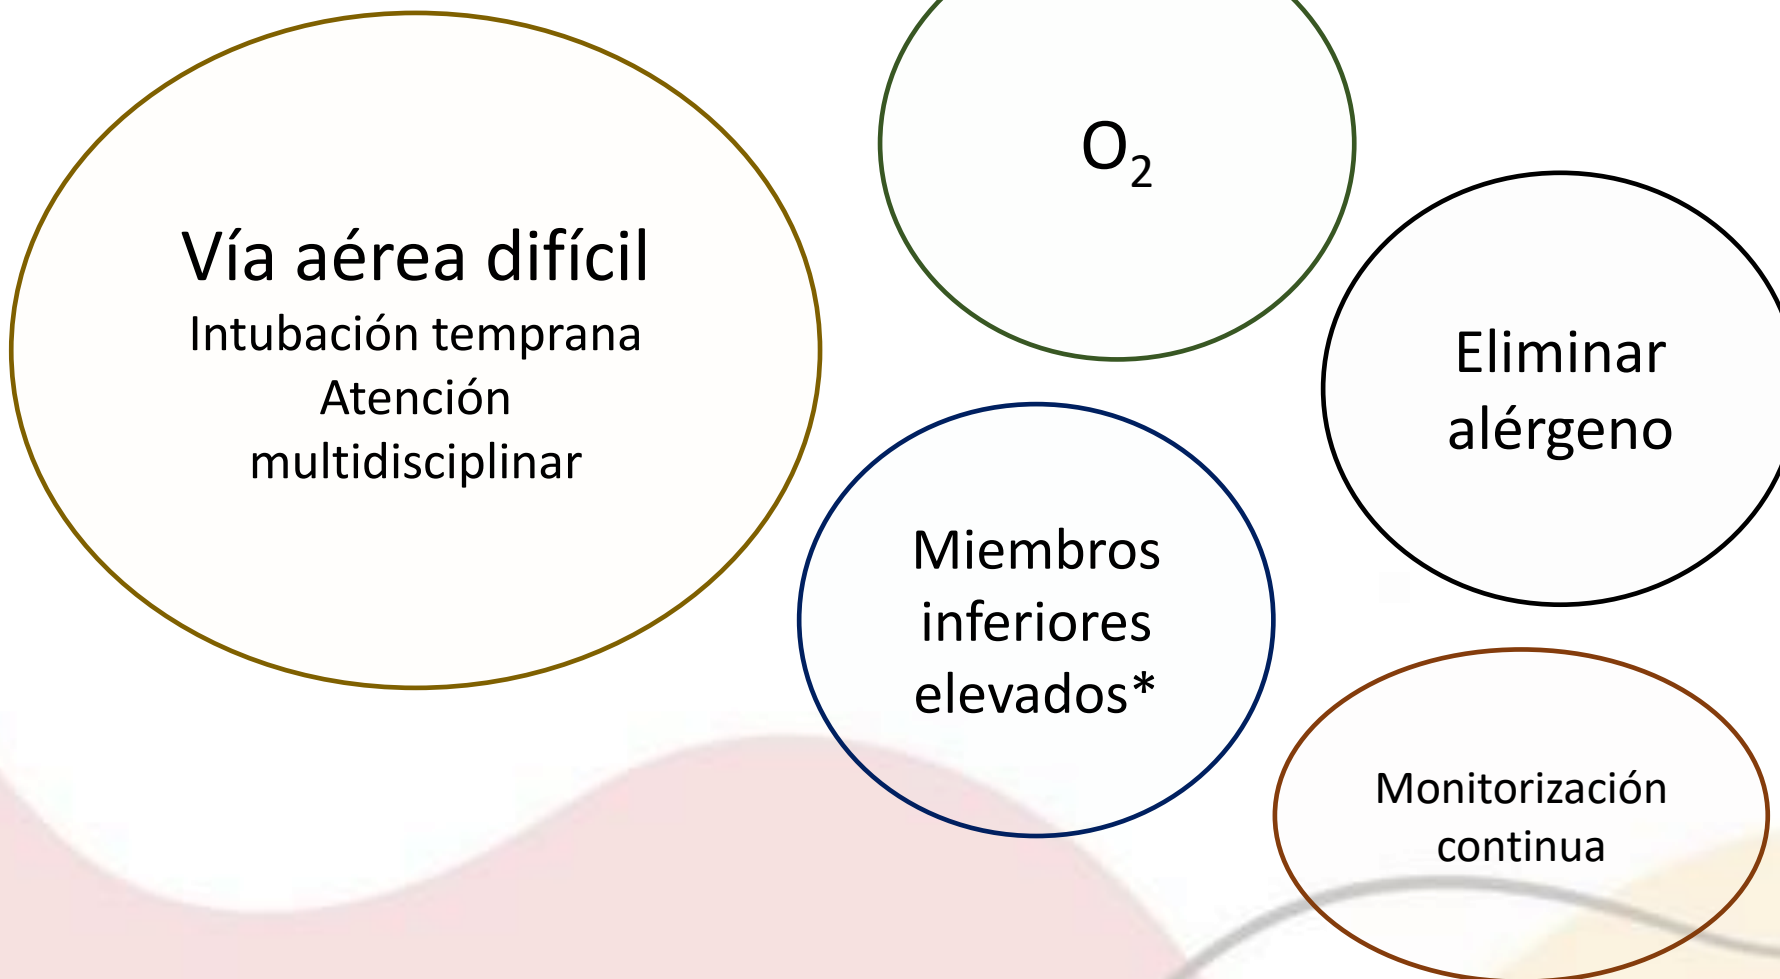 Vía aérea difícil
Intubación temprana
Atención
multidisciplinar
O₂
Eliminar
alérgeno
Miembros
inferiores
elevados*
Monitorización
continua